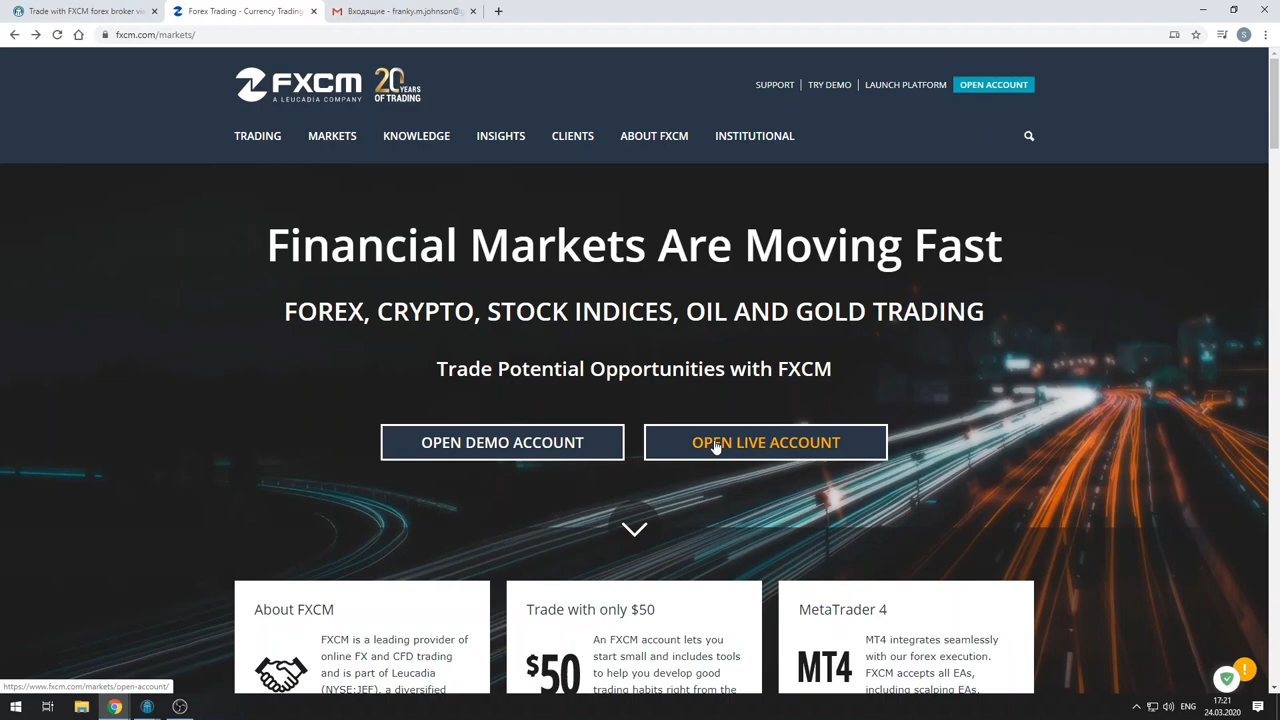 Trade with FXCM forex broker vi
Forex Trading - Currency Trading
Входящие - franky.m.johnson@g
fxcm.com/markets/
S
FXCM
A LEUCADIA COMPANY
20 YEARS
OF TRADING
SUPPORT
TRY DEMO
LAUNCH PLATFORM
OPEN ACCOUNT
TRADING
MARKETS
KNOWLEDGE
INSIGHTS
CLIENTS
ABOUT FXCM
INSTITUTIONAL
Financial Markets Are Moving Fast
FOREX, CRYPTO, STOCK INDICES, OIL AND GOLD TRADING
Trade Potential Opportunities with FXCM
OPEN DEMO ACCOUNT
OPEN LIVE ACCOUNT
About FXCM
FXCM is a leading provider of
online FX and CFD trading
and is part of Leucadia
(NYSE:JEF), a diversified
Trade with only $50
$50
An FXCM account lets you
start small and includes tools
to help you develop good
trading habits right from the
MetaTrader 4
MT4
MT4 integrates seamlessly
with our forex execution.
FXCM accepts all EAs,
including scalping EAs.
https://www.fxcm.com/markets/open-account/
ENG
17:21
24.03.2020